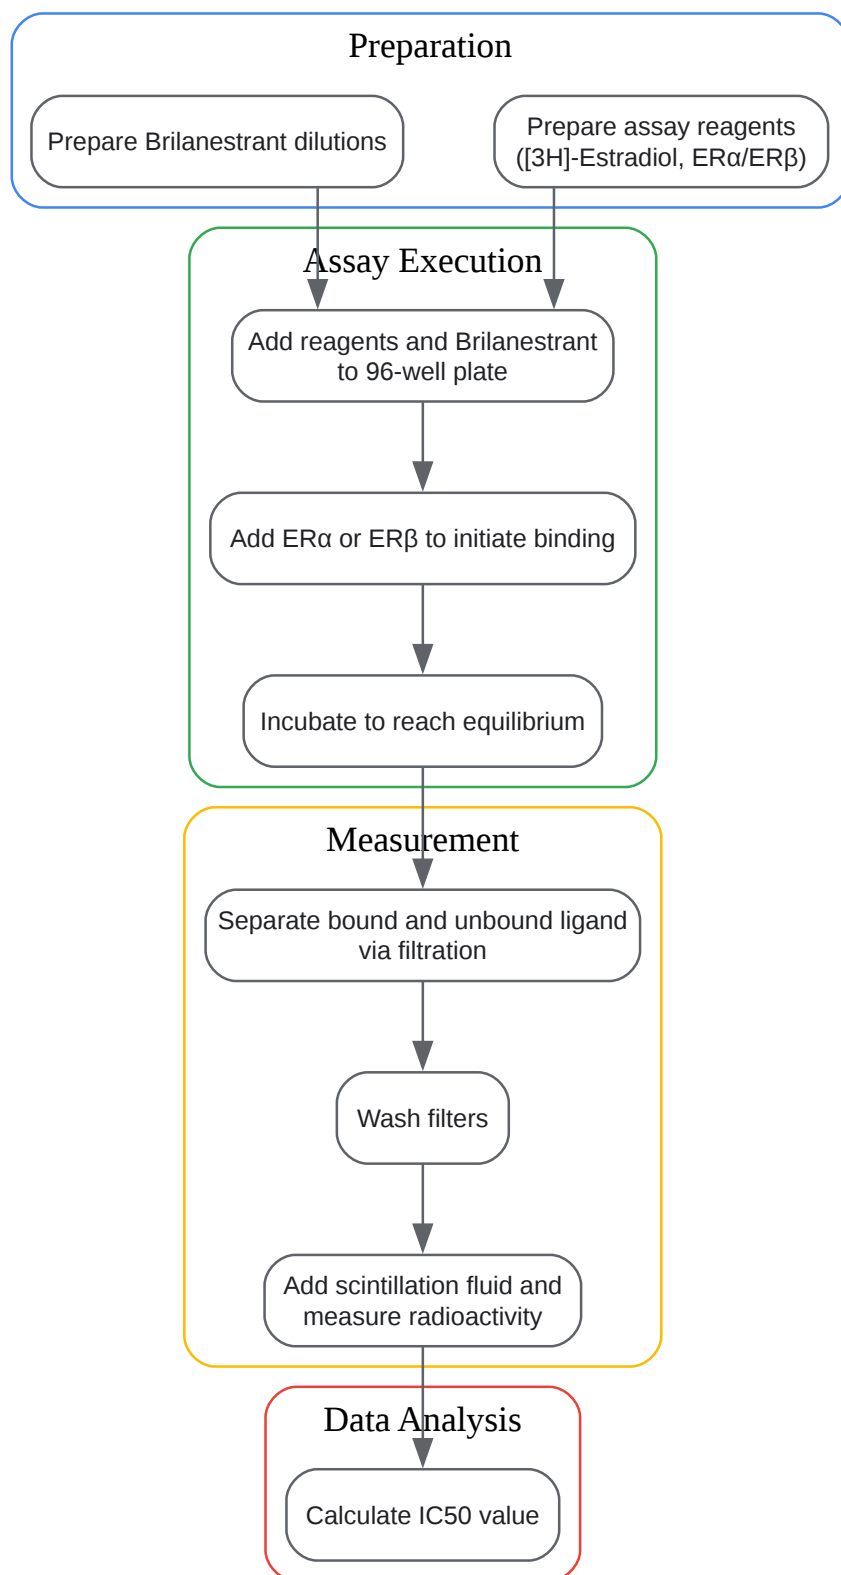 Preparation
Prepare Brilanestrant dilutions
Prepare assay reagents
([3H]-Estradiol, ERα/ERβ)
Assay Execution
Add reagents and Brilanestrant
to 96-well plate
Add ERα or ERβ to initiate binding
Incubate to reach equilibrium
Measurement
Separate bound and unbound ligand
via filtration
Wash filters
Add scintillation fluid and
measure radioactivity
Data Analysis
Calculate IC50 value